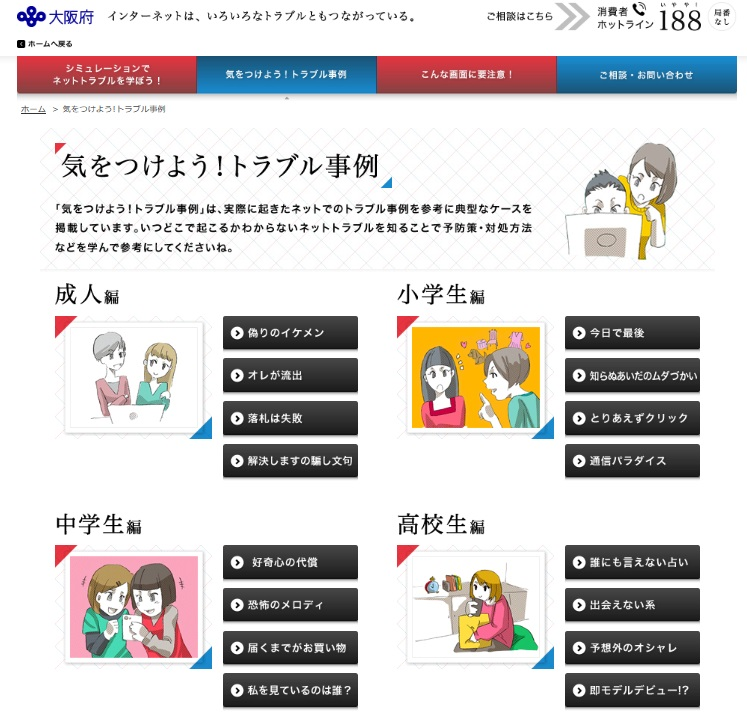 大阪府 インターネットは、いろいろなトラブルともつながっている。 ご相談はこちら 消費者ホットライン いやや! 188 局番なし
ホームへ戻る
シミュレーションでネットトラブルを学ぼう! 気をつけよう!トラブル事例 こんな画面に要注意! ご相談・お問い合わせ
ホーム > 気をつけよう!トラブル事例
気をつけよう!トラブル事例
「気をつけよう!トラブル事例」は、実際に起きたネットでのトラブル事例を参考に典型なケースを
掲載しています。いつどこで起こるかわからないネットトラブルを知ることで予防策・対処方法
などを学んで参考にしてくださいね。
成人編
偽りのイケメン
オレが流出
落札は失敗
解決しますの騙し文句
小学生編
今日で最後
知らぬあいだのムダづかい
とりあえずクリック
通信パラダイス
中学生編
好奇心の代償
恐怖のメロディ
届くまでがお買い物
私を見ているのは誰?
高校生編
誰にも言えない占い
出会えない系
予想外のオシャレ
即モデルデビュー!?